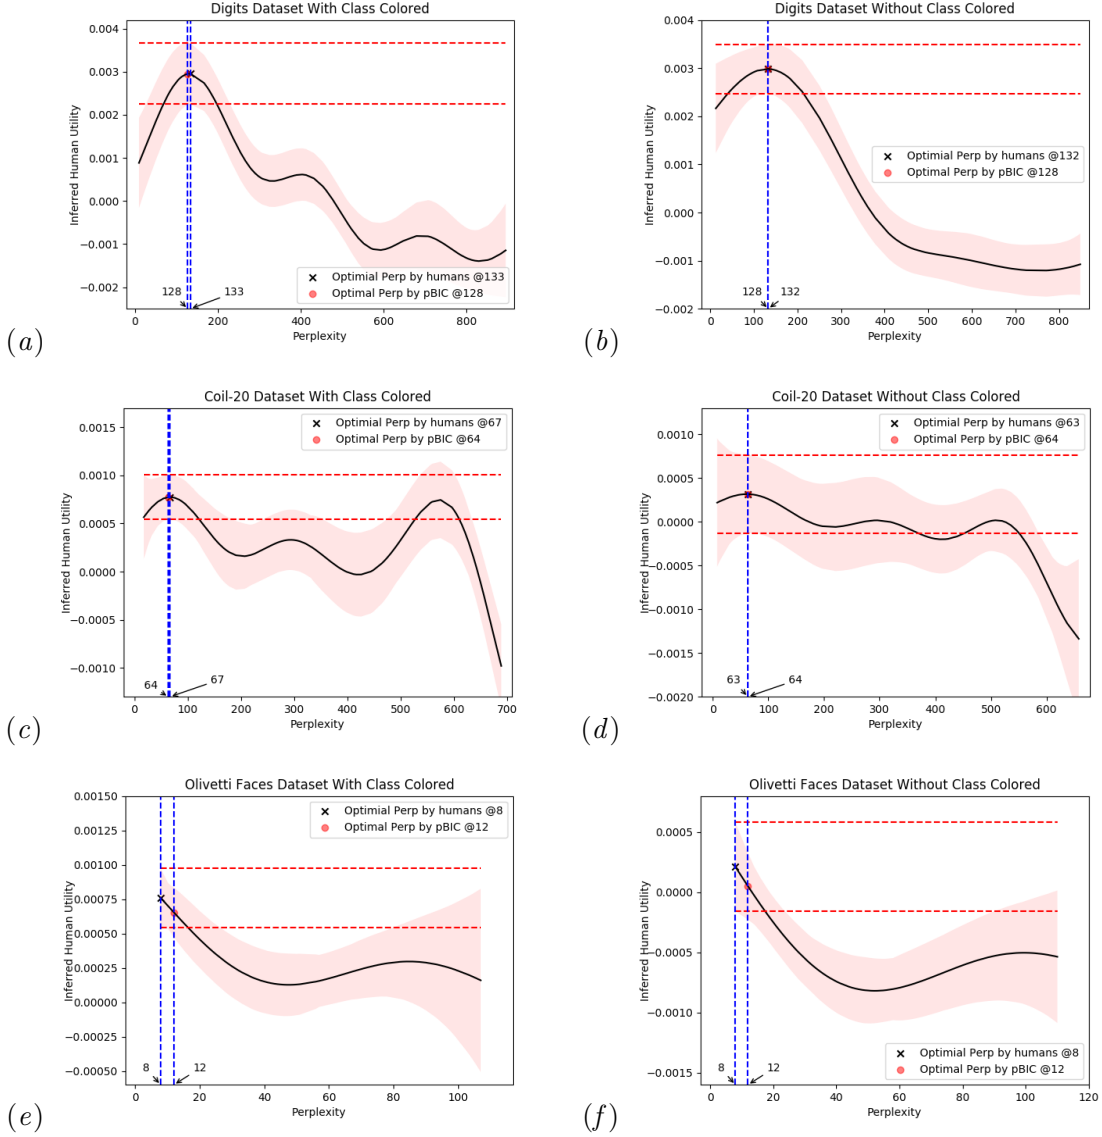 Digits Dataset With Class Colored
0.004
0.003
0.002
0.001
0.000
−0.001
−0.002
Inferred Human Utility
Optimial Perp by humans @133
Optimal Perp by pBIC @128
128
133
0
200
400
600
800
Perplexity
(a)
Digits Dataset Without Class Colored
0.004
0.003
0.002
0.001
0.000
−0.001
−0.002
Inferred Human Utility
Optimial Perp by humans @132
Optimal Perp by pBIC @128
128
132
0
100
200
300
400
500
600
700
800
Perplexity
(b)
Coil-20 Dataset With Class Colored
0.0015
0.0010
0.0005
0.0000
−0.0005
−0.0010
Inferred Human Utility
Optimial Perp by humans @67
Optimal Perp by pBIC @64
64
67
0
100
200
300
400
500
600
700
Perplexity
(c)
Coil-20 Dataset Without Class Colored
0.0010
0.0005
0.0000
−0.0005
−0.0010
−0.0015
−0.0020
Inferred Human Utility
Optimial Perp by humans @63
Optimal Perp by pBIC @64
63
64
0
100
200
300
400
500
600
Perplexity
(d)
Olivetti Faces Dataset With Class Colored
0.00150
0.00125
0.00100
0.00075
0.00050
0.00025
0.00000
−0.00025
−0.00050
Inferred Human Utility
Optimial Perp by humans @8
Optimal Perp by pBIC @12
8
12
0
20
40
60
80
100
Perplexity
(e)
Olivetti Faces Dataset Without Class Colored
0.0005
0.0000
−0.0005
−0.0010
−0.0015
Inferred Human Utility
Optimial Perp by humans @8
Optimal Perp by pBIC @12
8
12
0
20
40
60
80
100
120
Perplexity
(f)